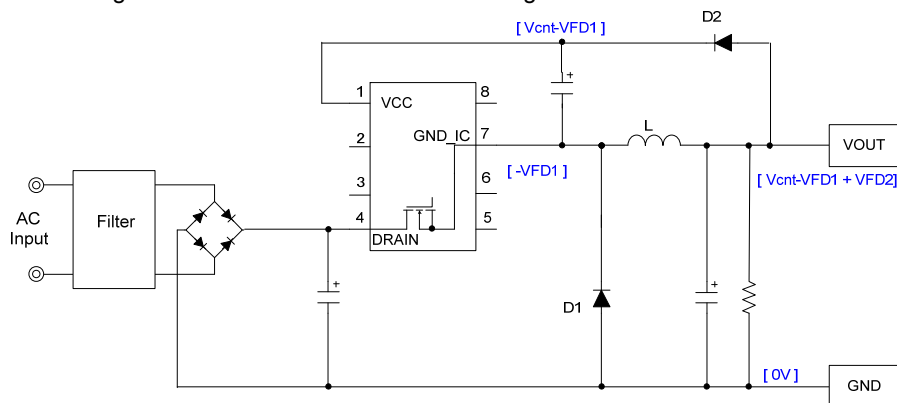 [ Vcnt-VFD1 ]
D2
1
VCC
8
+
2
GND_IC
7
L
VOUT
[ -VFD1 ]
[ Vcnt-VFD1 + VFD2]
3
6
AC
Input
Filter
4
DRAIN
5
+
D1
+
[ 0V ]
GND